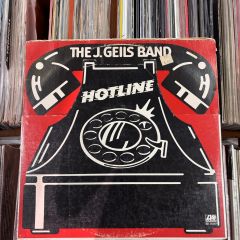 THE J. GEILS BAND
HOTLINE